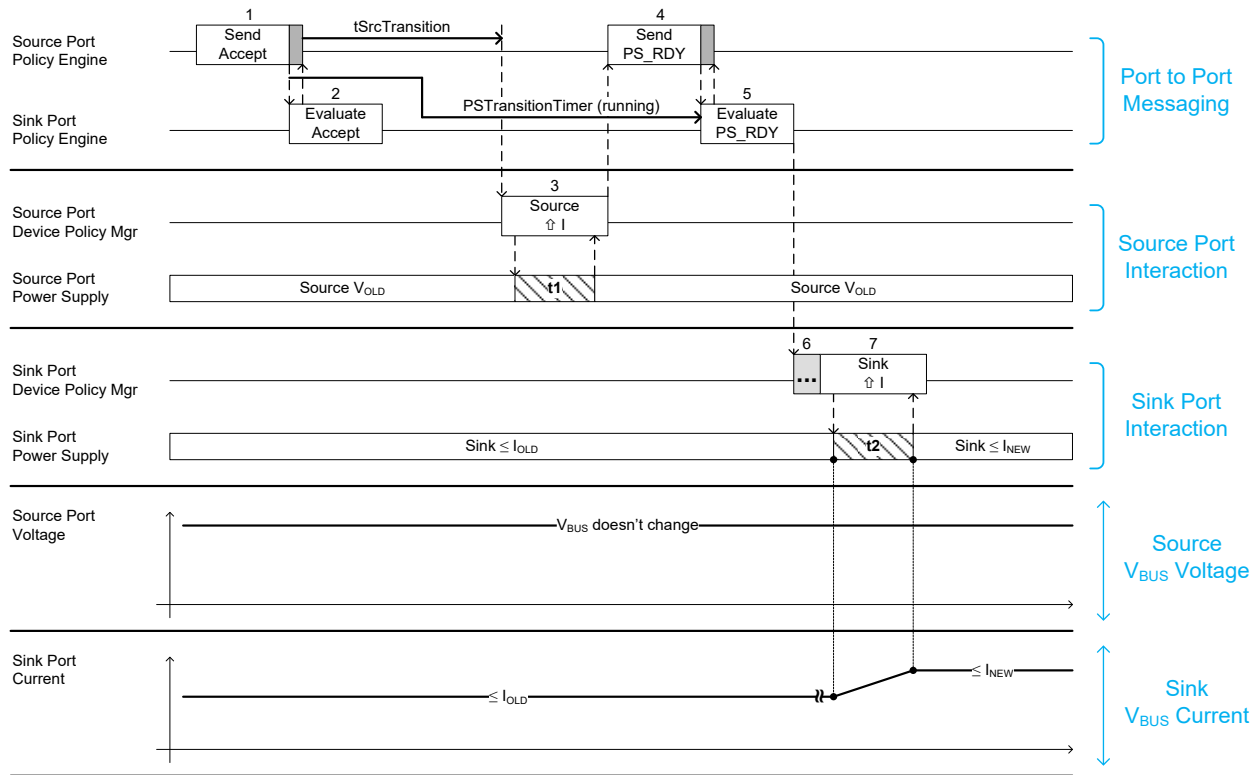 1
Send
Accept
tSrcTransition
4
Send
PS_RDY
Source Port
Policy Engine
2
Evaluate
Accept
PSTransitionTimer (running)
5
Evaluate
PS_RDY
Sink Port
Policy Engine
Port to Port
Messaging
3
Source
⇧ I
Source Port
Device Policy Mgr
Source Port
Power Supply
Source VOLD
t1
Source VOLD
Source Port
Interaction
6
...
7
Sink
⇧ I
Sink Port
Device Policy Mgr
Sink Port
Power Supply
Sink ≤ IOLD
t2
Sink ≤ INEW
Sink Port
Interaction
Source Port
Voltage
VBUS doesn't change
Source
VBUS Voltage
Sink Port
Current
≤ IOLD
≤ INEW
Sink
VBUS Current